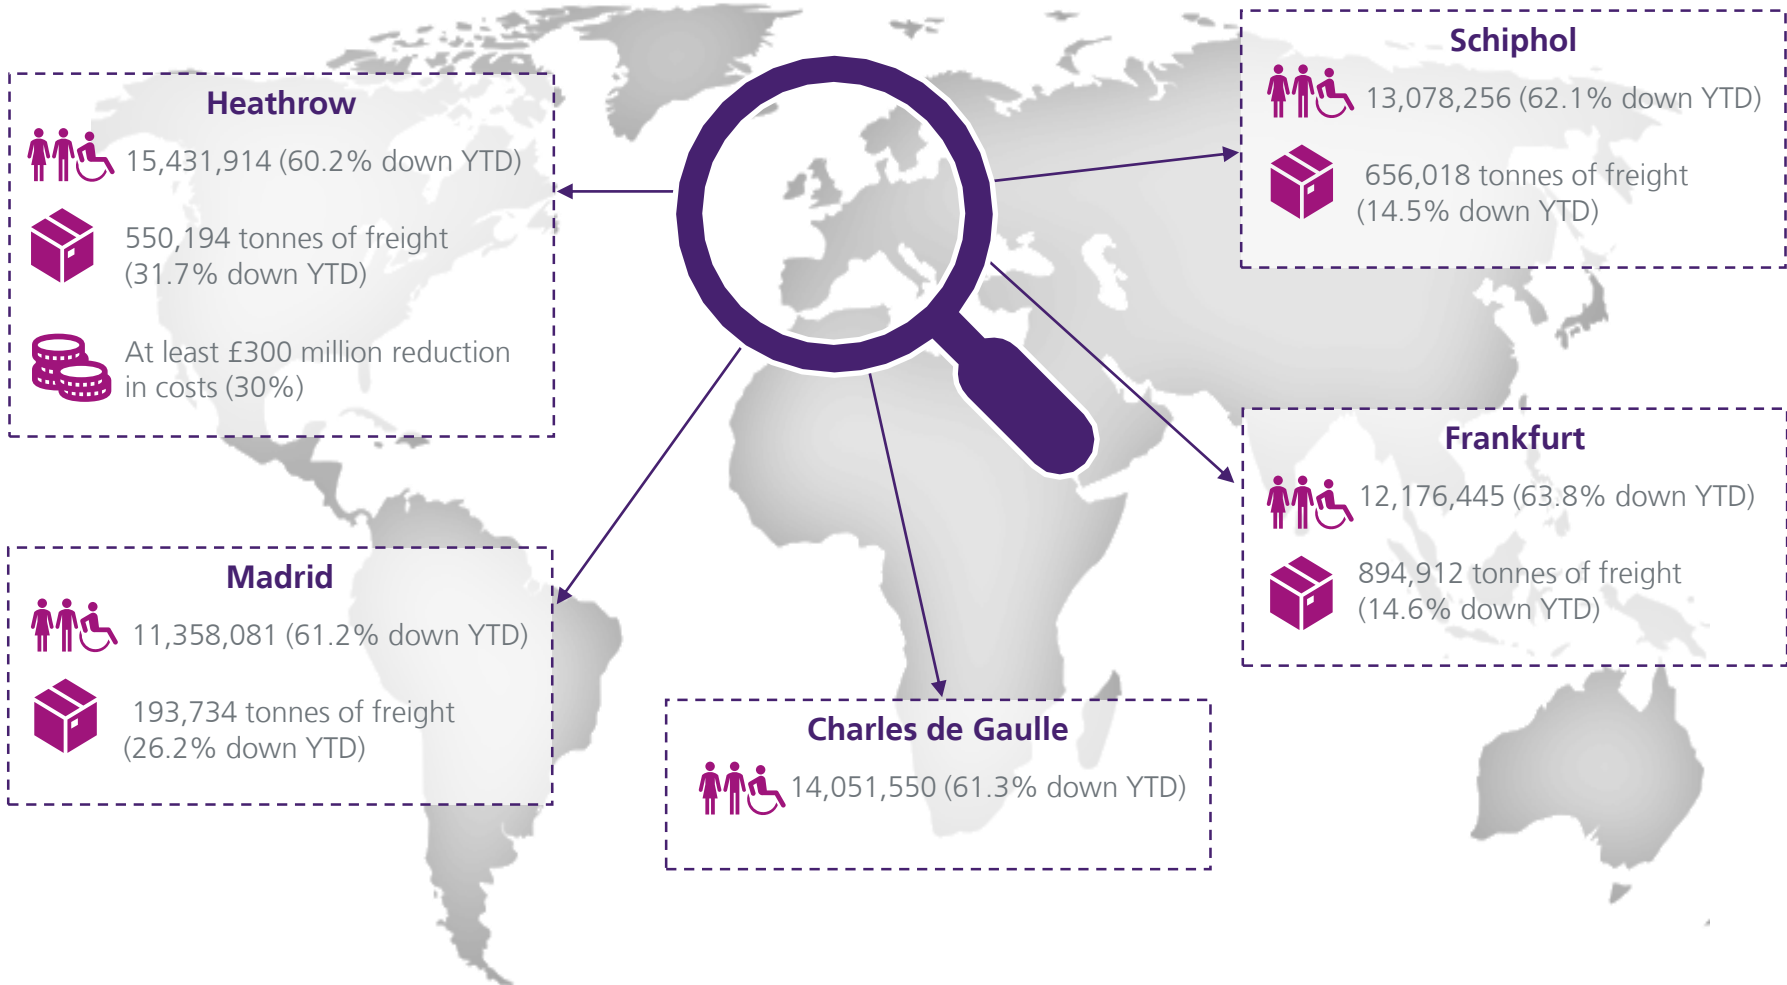 Heathrow
15,431,914 (60.2% down YTD)
550,194 tonnes of freight
(31.7% down YTD)
At least £300 million reduction
in costs (30%)
Schiphol
13,078,256 (62.1% down YTD)
656,018 tonnes of freight
(14.5% down YTD)
Frankfurt
12,176,445 (63.8% down YTD)
894,912 tonnes of freight
(14.6% down YTD)
Madrid
11,358,081 (61.2% down YTD)
193,734 tonnes of freight
(26.2% down YTD)
Charles de Gaulle
14,051,550 (61.3% down YTD)